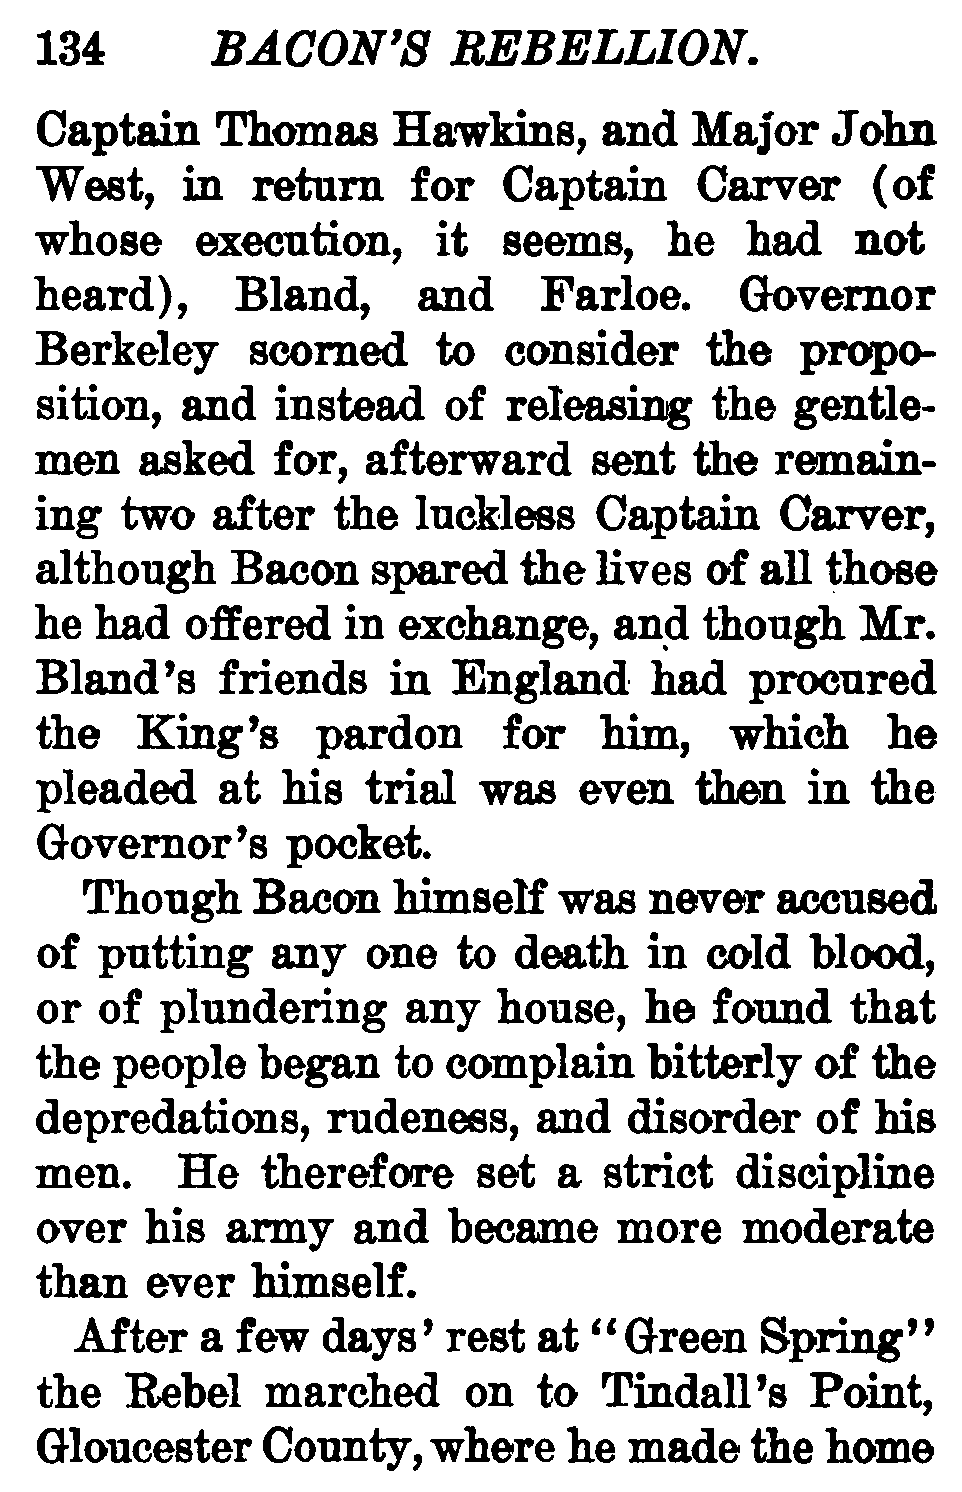 134 BACON'S REBELLION.
Captain Thomas Hawkins, and Major John
West, in return for Captain Carver (of
whose execution, it seems, he had not
heard), Bland, and Farloe. Governor
Berkeley scorned to consider the propo-
sition, and instead of releasing the gentle-
men asked for, afterward sent the remain-
ing two after the luckless Captain Carver,
although Bacon spared the lives of all those
he had offered in exchange, and though Mr.
Bland's friends in England had procured
the King's pardon for him, which he
pleaded at his trial was even then in the
Governor's pocket.
Though Bacon himself was never accused
of putting any one to death in cold blood,
or of plundering any house, he found that
the people began to complain bitterly of the
depredations, rudeness, and disorder of his
men. He therefore set a strict discipline
over his army and became more moderate
than ever himself.
After a few days' rest at "Green Spring"
the Rebel marched on to Tindall's Point,
Gloucester County, where he made the home